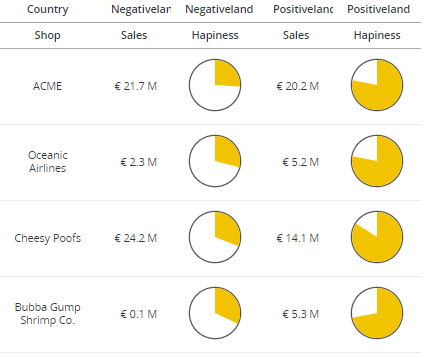 Country Negativelan Negativeland Positivelanc Positiveland
Shop Sales Hapiness Sales Hapiness
ACME € 21.7 M € 20.2 M
Oceanic
Airlines € 2.3 M € 5.2 M
Cheesy Poofs € 24.2 M € 14.1 M
Bubba Gump
Shrimp Co. € 0.1 M € 5.3 M